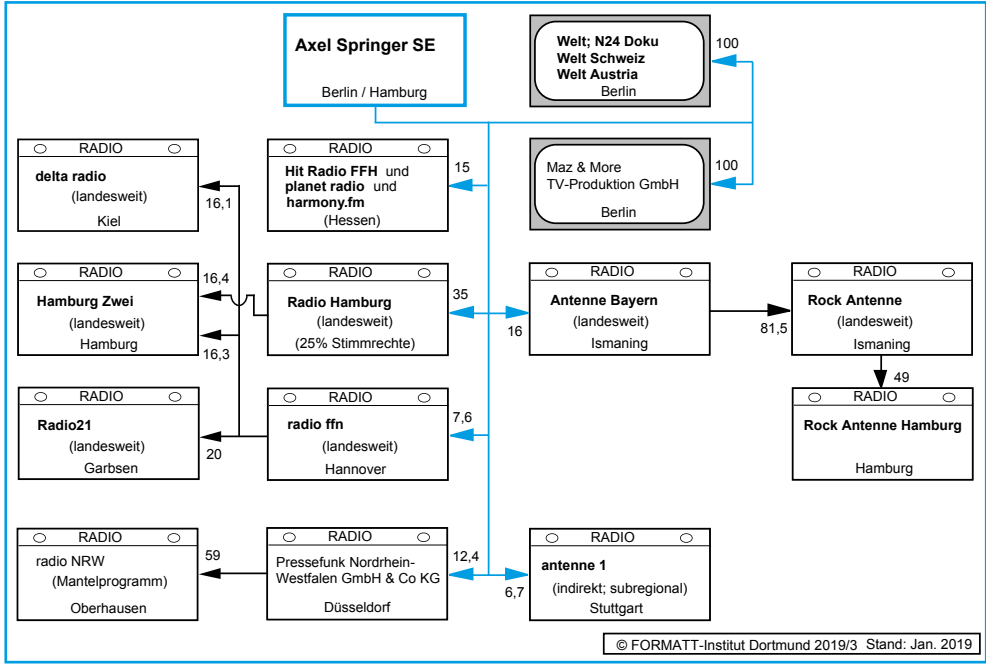 Axel Springer SE
Berlin / Hamburg
Welt; N24 Doku
Welt Schweiz
Welt Austria
Berlin
100
Maz & More
TV-Produktion GmbH
Berlin
100
RADIO
delta radio
(landesweit)
Kiel
16,1
RADIO
Hit Radio FFH und
planet radio und
harmony.fm
(Hessen)
15
RADIO
Hamburg Zwei
(landesweit)
Hamburg
16,4
16,3
RADIO
Radio Hamburg
(landesweit)
(25% Stimmrechte)
35
RADIO
Antenne Bayern
(landesweit)
Ismaning
16
RADIO
Rock Antenne
(landesweit)
Ismaning
81,5
RADIO
Radio21
(landesweit)
Garbsen
20
RADIO
radio ffn
(landesweit)
Hannover
7,6
49
RADIO
Rock Antenne Hamburg
Hamburg
RADIO
radio NRW
(Mantelprogramm)
Oberhausen
59
RADIO
Pressefunk Nordrhein-
Westfalen GmbH & Co KG
Düsseldorf
12,4
RADIO
antenne 1
(indirekt; subregional)
Stuttgart
6,7
© FORMATT-Institut Dortmund 2019/3 Stand: Jan. 2019